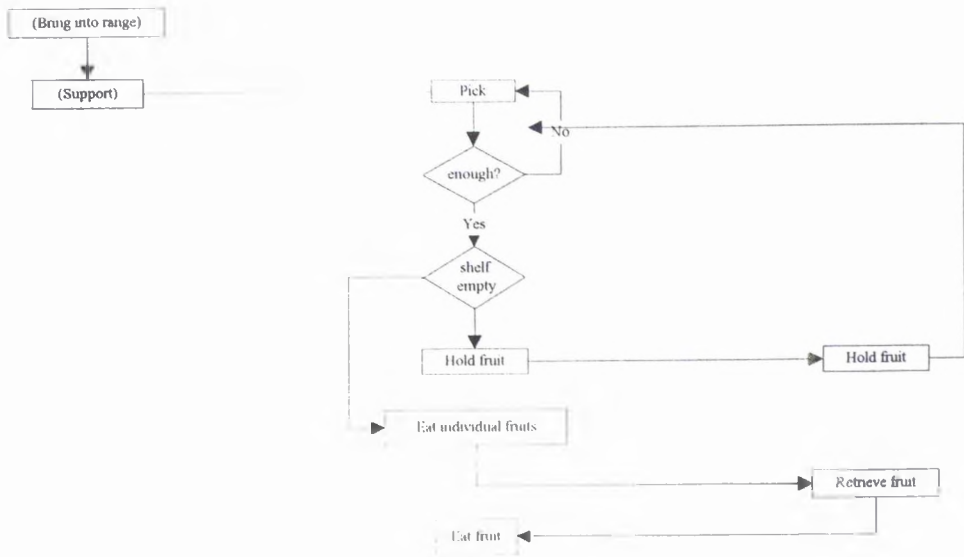 (Bring into range)
(Support)
Pick
No
enough?
Yes
shelf
empty
Hold fruit
Hold fruit
Eat individual fruits
Retrieve fruit
Eat fruit